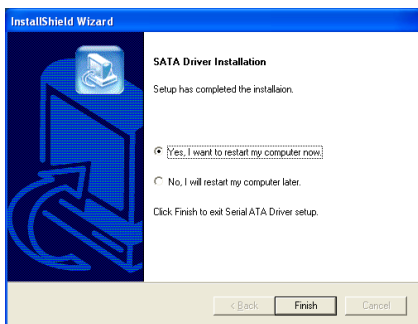 InstallShield Wizard
SATA Driver Installation
Setup has completed the installaion.
Yes, I want to restart my computer now.
No, I will restart my computer later.
Click Finish to exit Serial ATA Driver setup.
< Back Finish Cancel